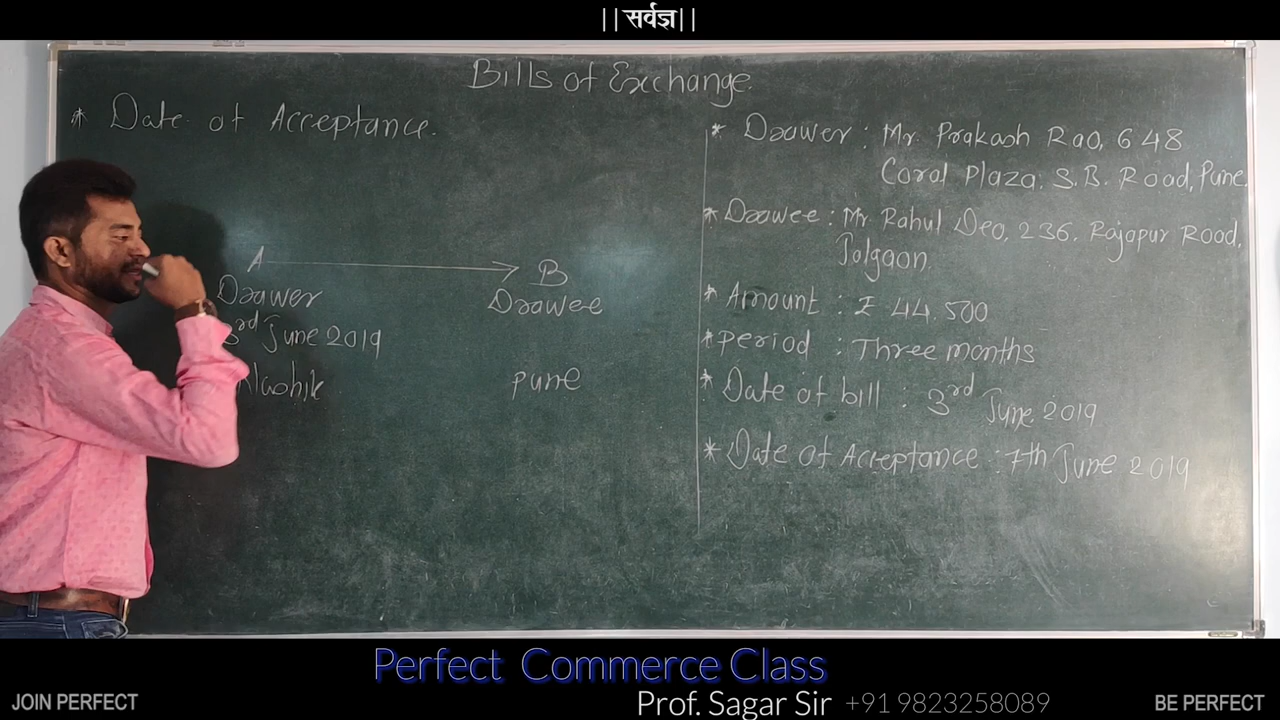 ||सर्वज्ञ||
Bills of Exchange.
* Date of Acceptance.
A → B
Drawer Drawee
3rd June 2019
Nashik pune
* Drawer : Mr. Prakash Rao, 648
Coral Plaza. S.B. Road, Pune.
* Drawee : Mr. Rahul Deo, 236. Rajapur Road,
Jalgaon.
* Amount : ₹ 44,500
* period : Three months
* Date of bill : 3rd June 2019
* Date of Acceptance : 7th June 2019
Perfect Commerce Class
JOIN PERFECT
Prof. Sagar Sir +91 9823258089
BE PERFECT